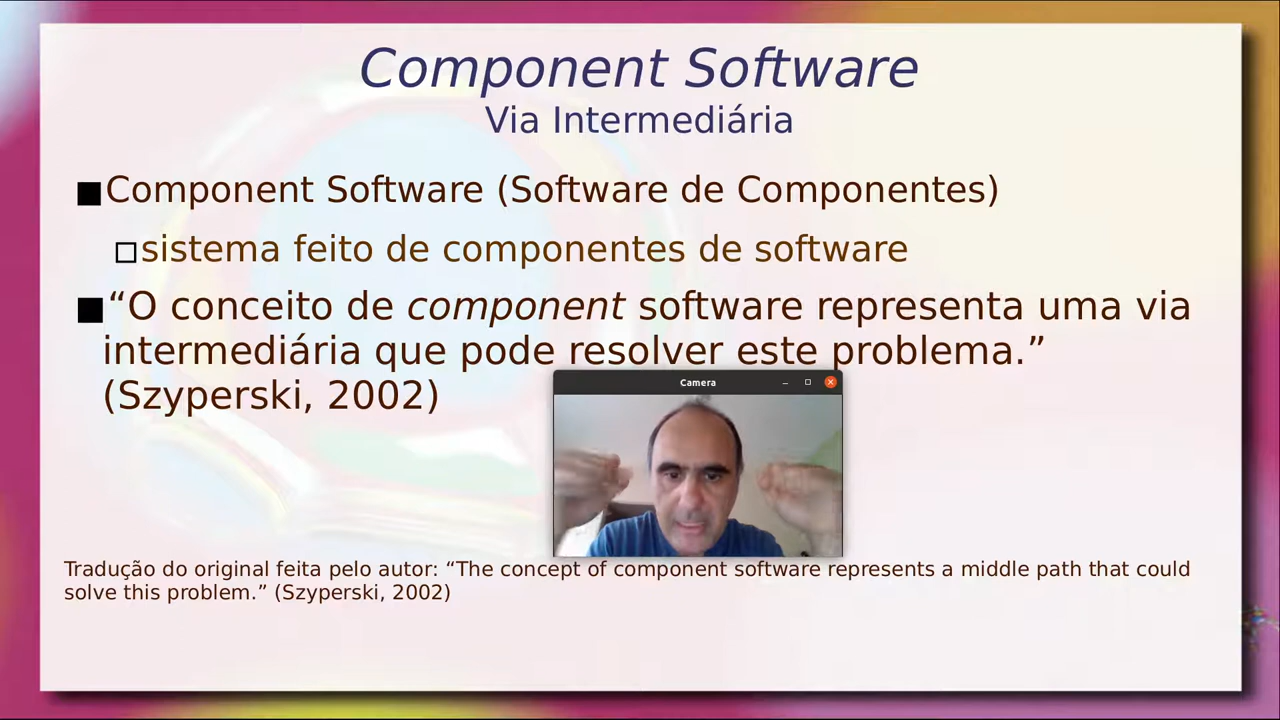 Component Software
Via Intermediária
Component Software (Software de Componentes)
sistema feito de componentes de software
“O conceito de component software representa uma via
intermediária que pode resolver este problema.”
(Szyperski, 2002)
Camera
Tradução do original feita pelo autor: “The concept of component software represents a middle path that could
solve this problem.” (Szyperski, 2002)